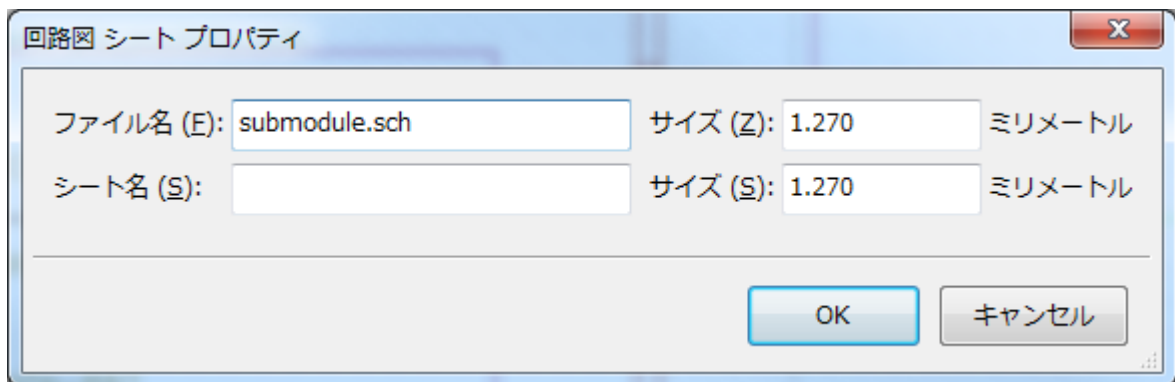 回路図 シート プロパティ
ファイル名 (F): submodule.sch サイズ (Z): 1.270 ミリメートル
シート名 (S): サイズ (S): 1.270 ミリメートル
OK キャンセル